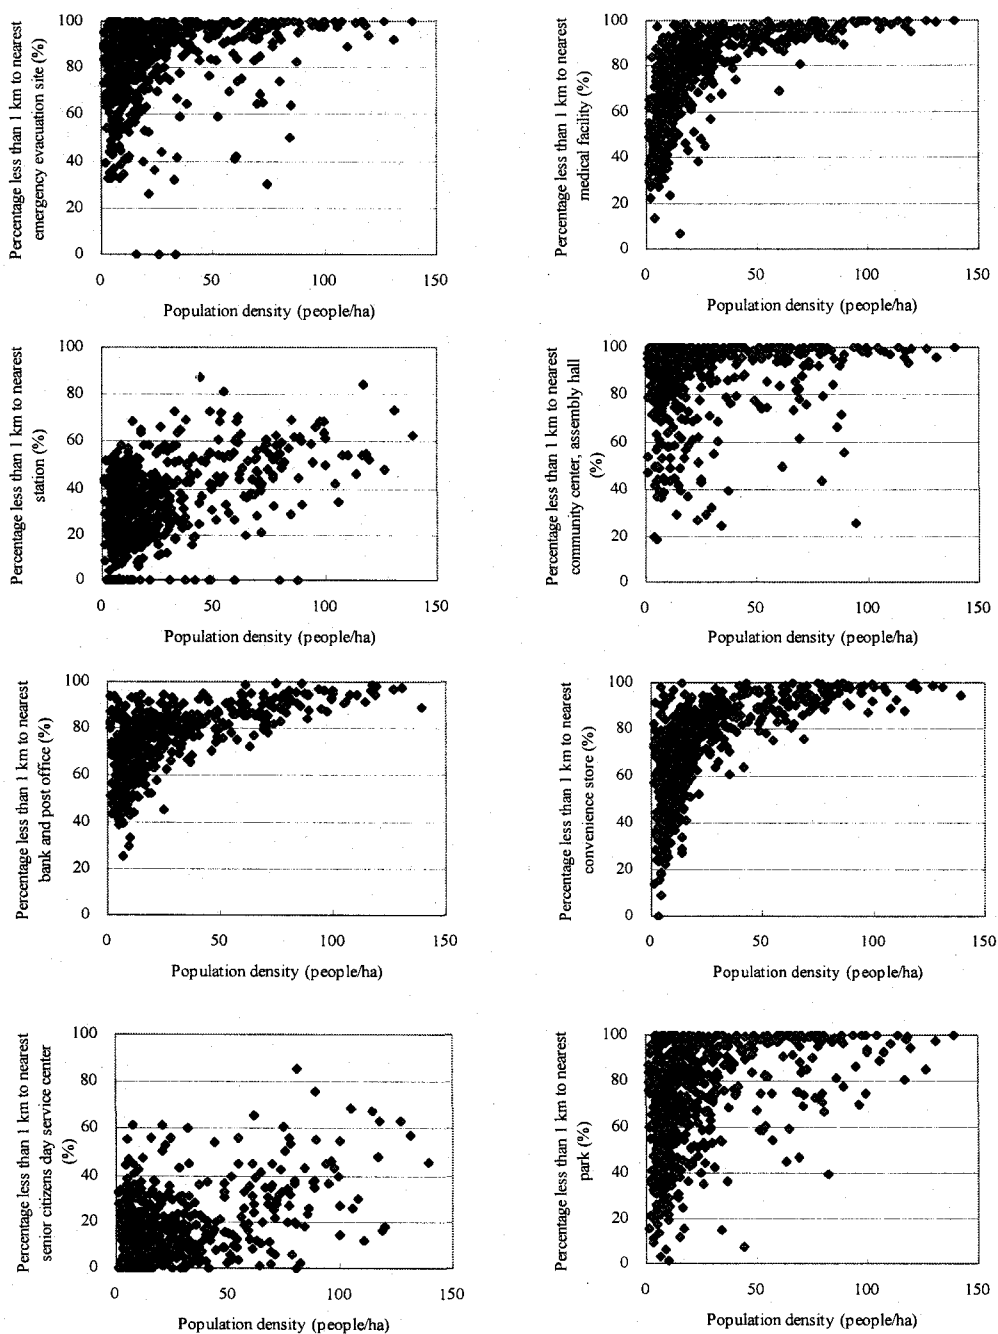 Percentage less than 1 km to nearest
emergency evacuation site (%)
100
80
60
40
20
0
0 50 100 150
Population density (people/ha)
Percentage less than 1 km to nearest
medical facility (%)
100
80
60
40
20
0
0 50 100 150
Population density (people/ha)
Percentage less than 1 km to nearest
station (%)
100
80
60
40
20
0
0 50 100 150
Population density (people/ha)
Percentage less than 1 km to nearest
community center, assembly hall
(%)
100
80
60
40
20
0
0 50 100 150
Population density (people/ha)
Percentage less than 1 km to nearest
bank and post office (%)
100
80
60
40
20
0
0 50 100 150
Population density (people/ha)
Percentage less than 1 km to nearest
convenience store (%)
100
80
60
40
20
0
0 50 100 150
Population density (people/ha)
Percentage less than 1 km to nearest
senior citizens day service center
(%)
100
80
60
40
20
0
0 50 100 150
Population density (people/ha)
Percentage less than 1 km to nearest
park (%)
100
80
60
40
20
0
0 50 100 150
Population density (people/ha)